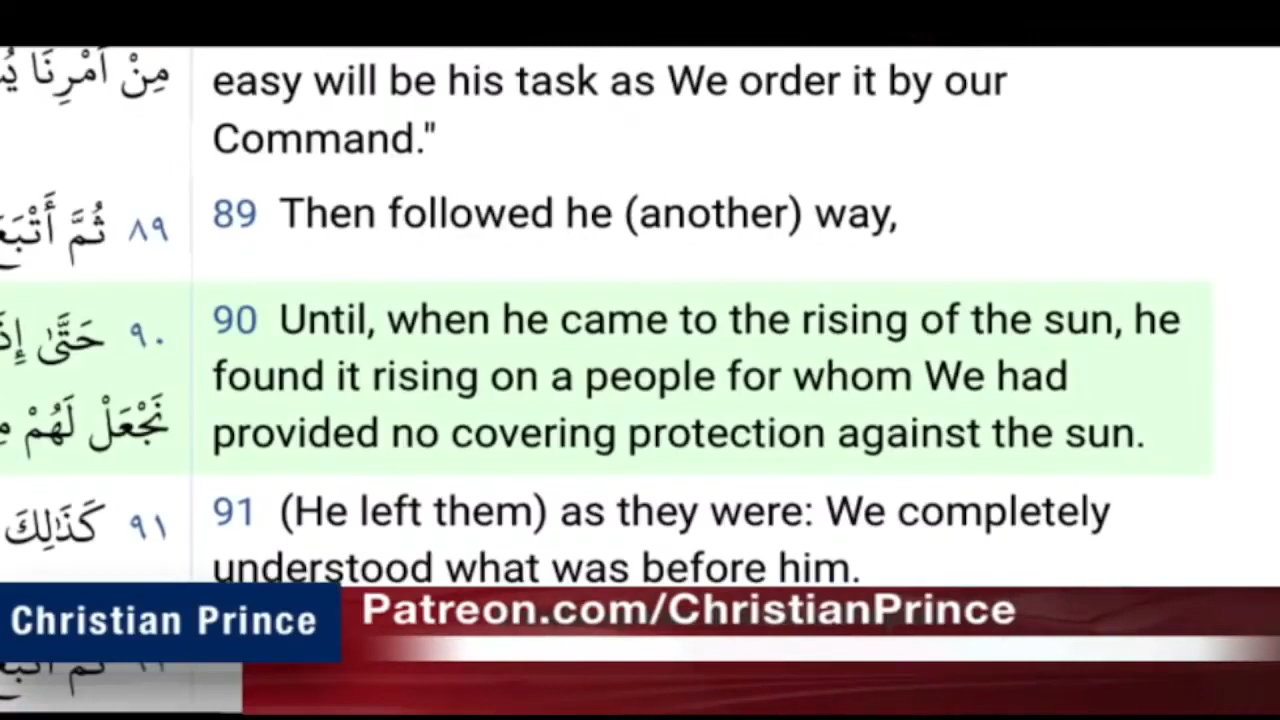 مِنْ أَمْرِنَا
easy will be his task as We order it by our
Command."
٨٩ ثُمَّ
89 Then followed he (another) way,
٩٠ حَتَّىٰ
90 Until, when he came to the rising of the sun, he
found it rising on a people for whom We had
نَجْعَلْ لَهُمْ
provided no covering protection against the sun.
٩١ كَذَٰلِكَ
91 (He left them) as they were: We completely
understood what was before him.
Christian Prince
Patreon.com/ChristianPrince